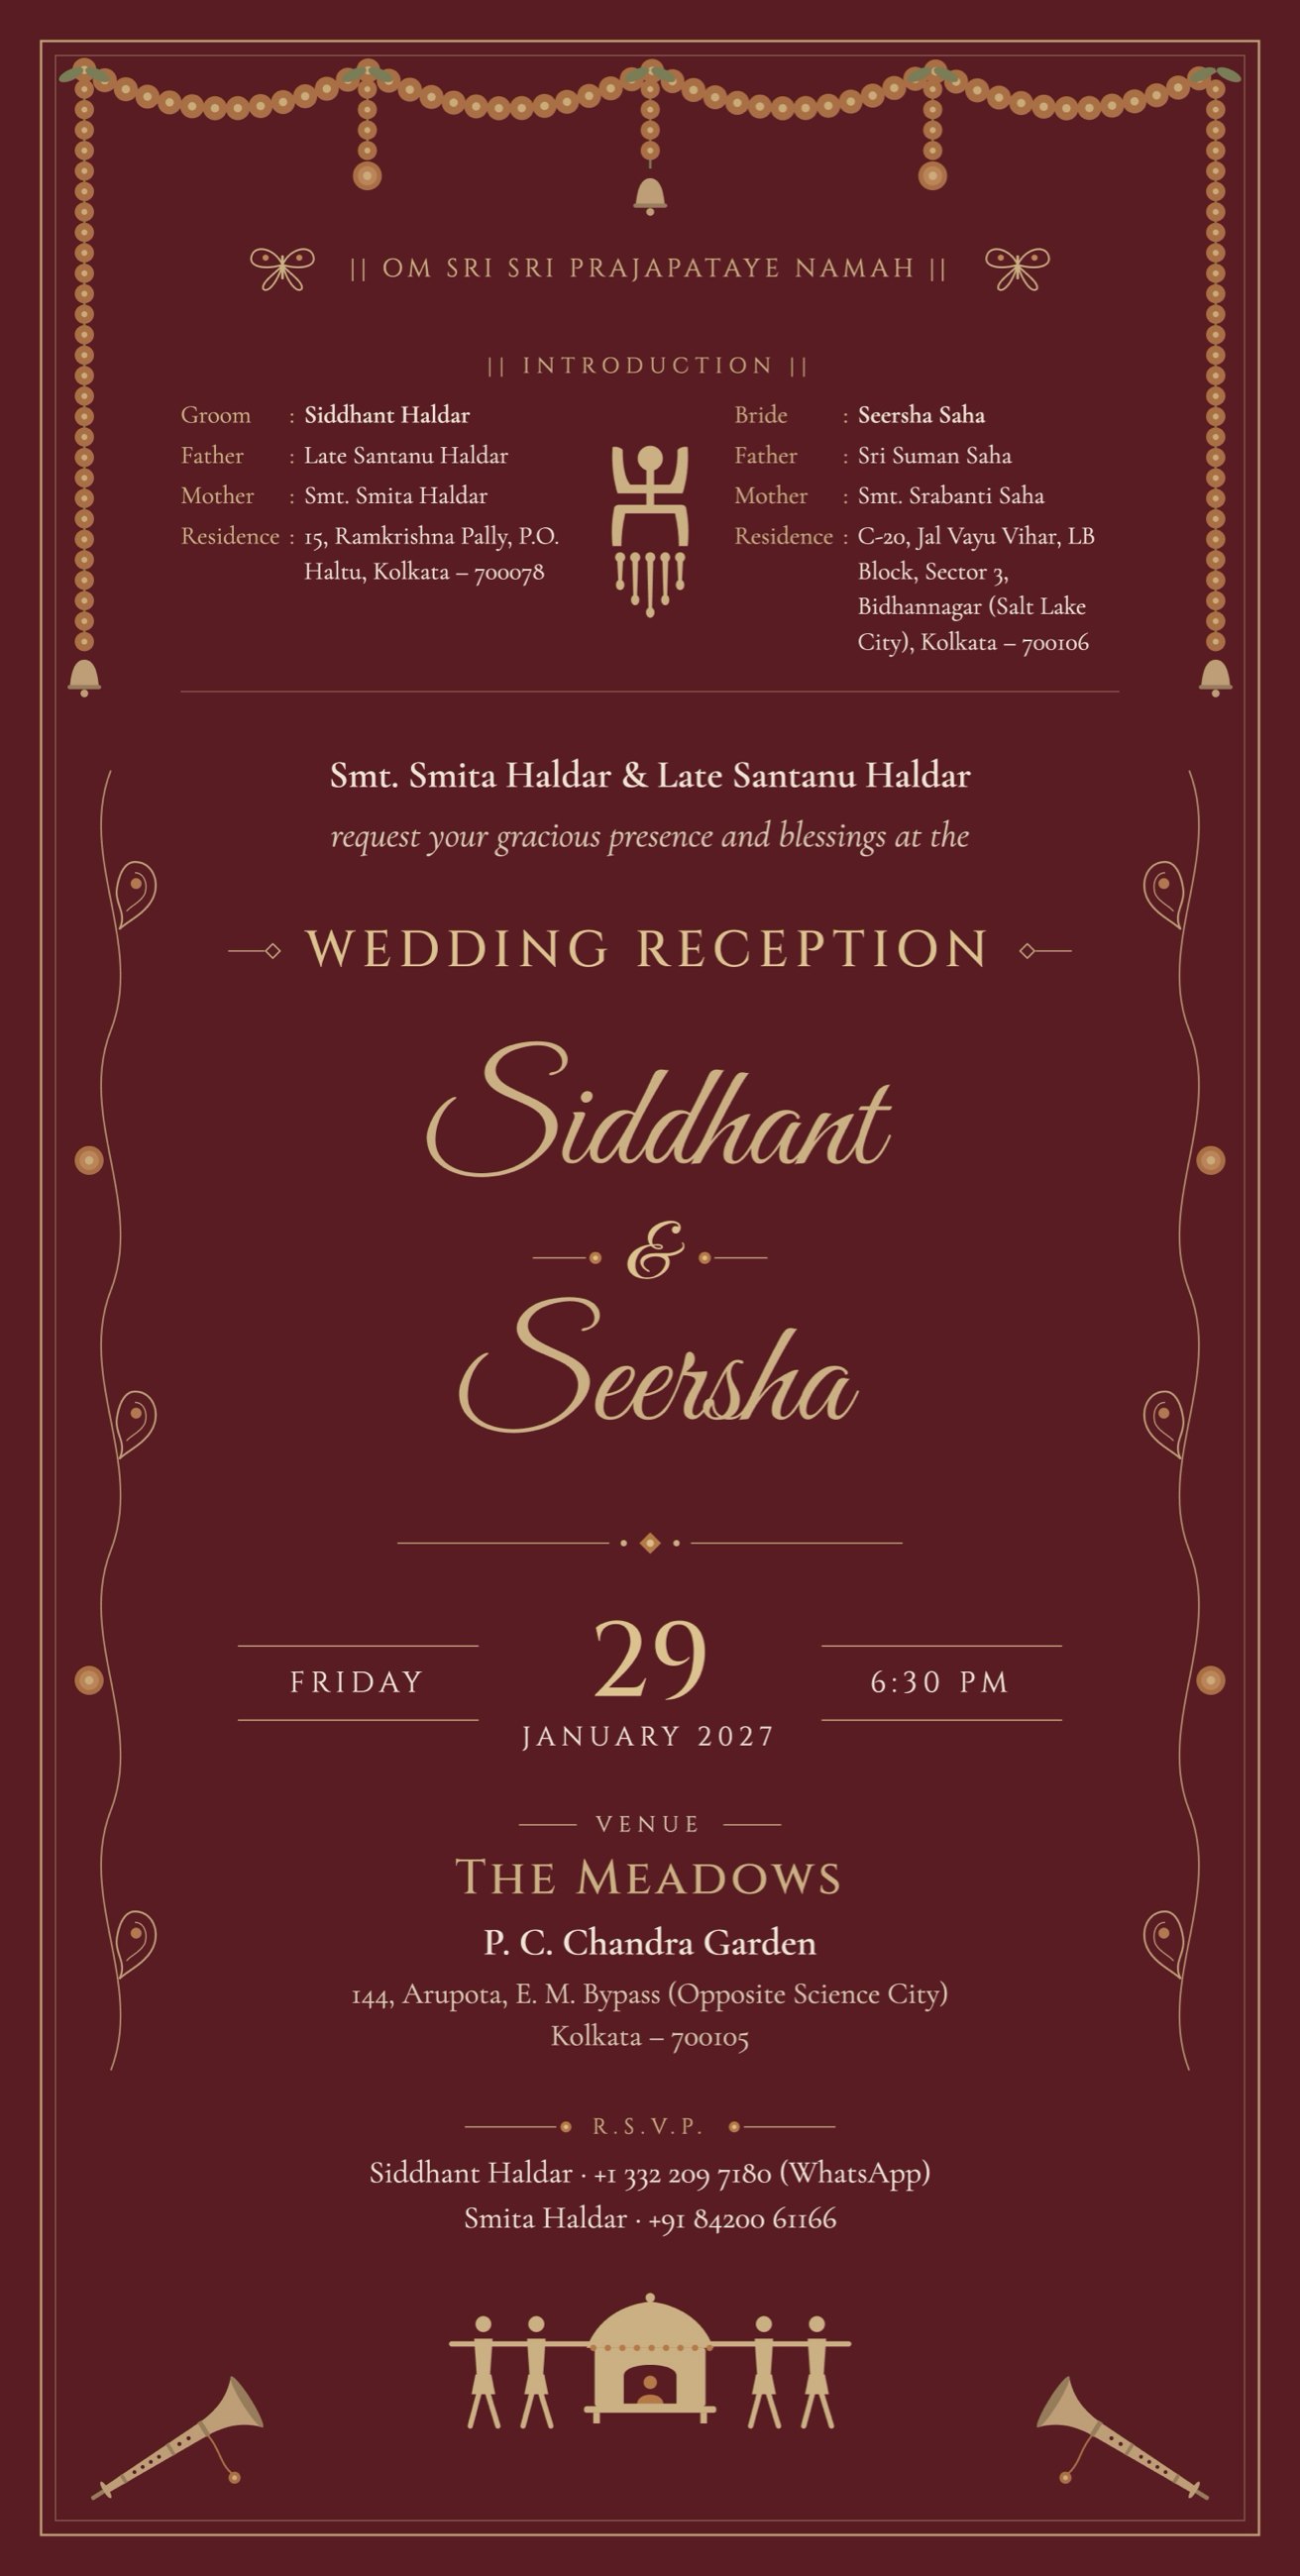 || OM SRI SRI PRAJAPATAYE NAMAH ||
|| INTRODUCTION ||
Groom : Siddhant Haldar
Father : Late Santanu Haldar
Mother : Smt. Smita Haldar
Residence : 15, Ramkrishna Pally, P.O.
Haltu, Kolkata – 700078
Bride : Seersha Saha
Father : Sri Suman Saha
Mother : Smt. Srabanti Saha
Residence : C-20, Jal Vayu Vihar, LB
Block, Sector 3,
Bidhannagar (Salt Lake
City), Kolkata – 700106
Smt. Smita Haldar & Late Santanu Haldar
request your gracious presence and blessings at the
WEDDING RECEPTION
Siddhant
&
Seersha
FRIDAY
29
JANUARY 2027
6:30 PM
VENUE
THE MEADOWS
P. C. Chandra Garden
144, Arupota, E. M. Bypass (Opposite Science City)
Kolkata – 700105
R.S.V.P.
Siddhant Haldar · +1 332 209 7180 (WhatsApp)
Smita Haldar · +91 84200 61166